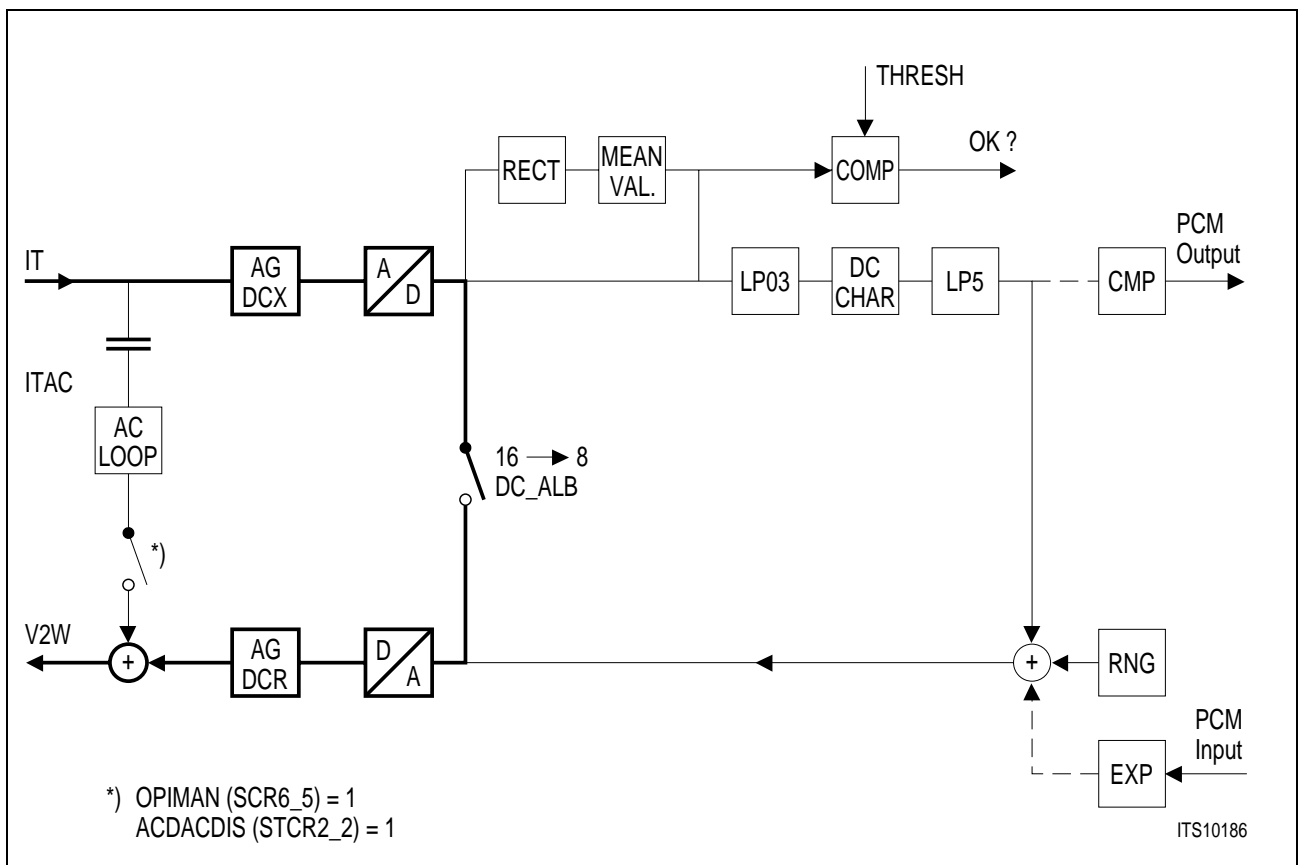 THRESH
OK ?
RECT
MEAN
VAL.
COMP
PCM
Output
IT
AG
DCX
A
D
LP03
DC
CHAR
LP5
CMP
ITAC
AC
LOOP
16 → 8
DC_ALB
*)
V2W
+
AG
DCR
D
A
+
RNG
PCM
Input
EXP
*) OPIMAN (SCR6_5) = 1
ACDACDIS (STCR2_2) = 1
ITS10186